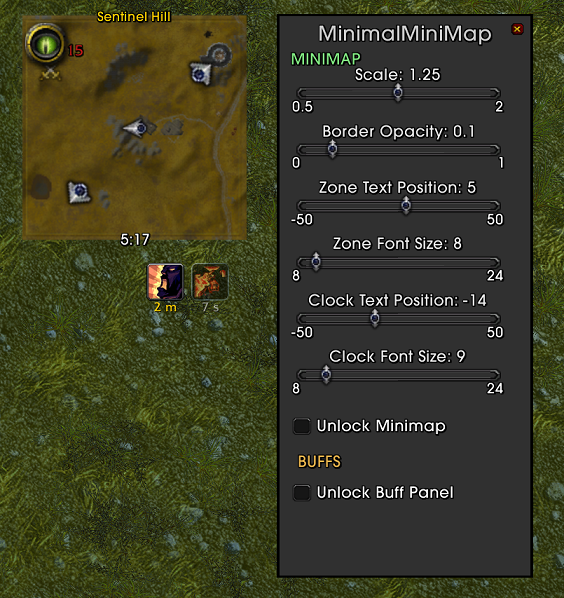 Sentinel Hill
15
5:17
2 m
7 s
MinimalMiniMap
MINIMAP
Scale: 1.25
0.5 2
Border Opacity: 0.1
0 1
Zone Text Position: 5
-50 50
Zone Font Size: 8
8 24
Clock Text Position: -14
-50 50
Clock Font Size: 9
8 24
Unlock Minimap
BUFFS
Unlock Buff Panel